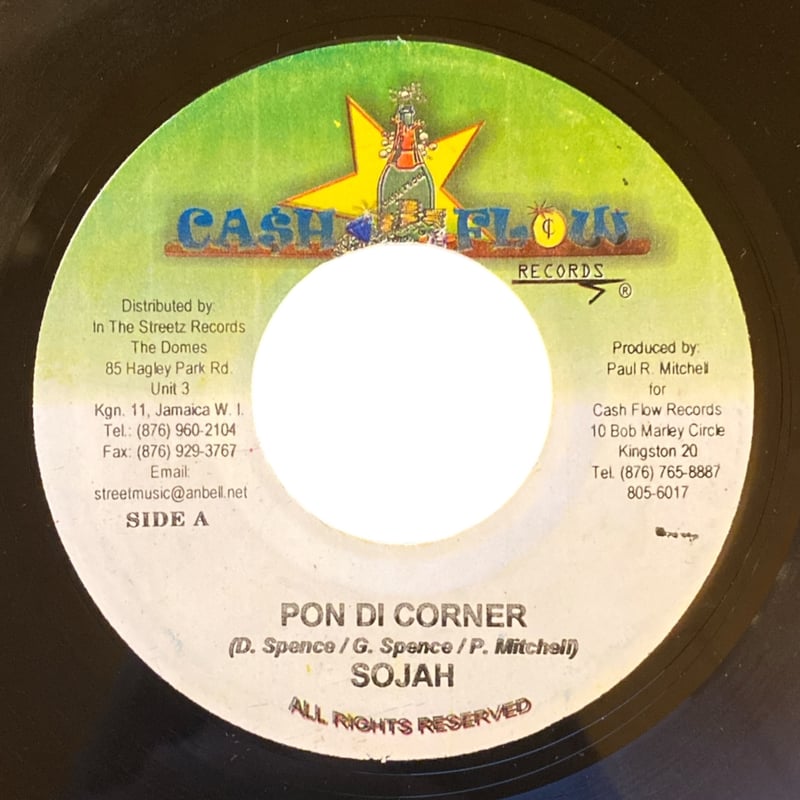 CA$H FL¢W
RECORDS
®
Distributed by:
In The Streetz Records
The Domes
85 Hagley Park Rd.
Unit 3
Kgn. 11, Jamaica W. I.
Tel.: (876) 960-2104
Fax: (876) 929-3767
Email:
streetmusic@anbell.net
SIDE A
Produced by:
Paul R. Mitchell
for
Cash Flow Records
10 Bob Marley Circle
Kingston 20
Tel. (876) 765-8887
805-6017
PON DI CORNER
(D. Spence / G. Spence / P. Mitchell)
SOJAH
ALL RIGHTS RESERVED